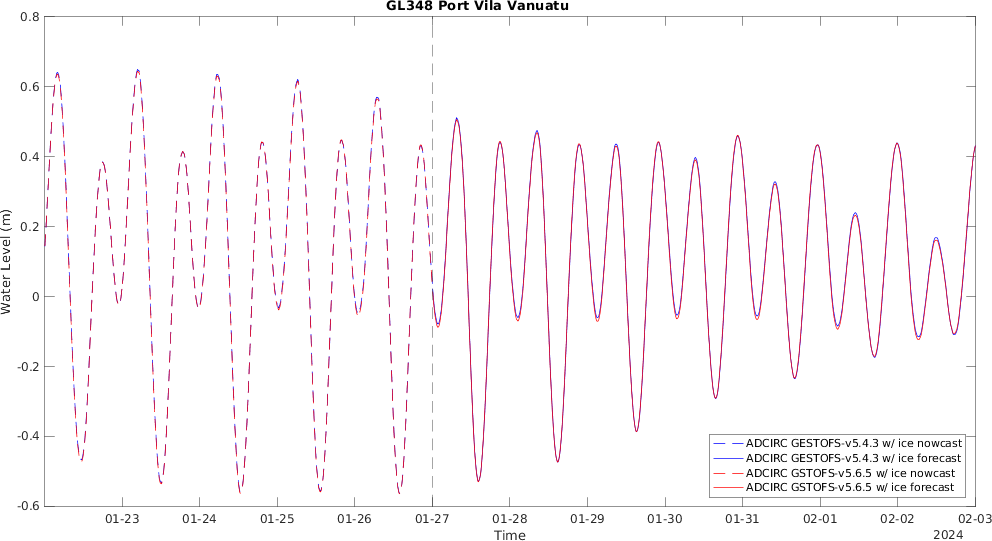 GL348 Port Vila Vanuatu
Water Level (m)
0.8
0.6
0.4
0.2
0
-0.2
-0.4
-0.6
ADCIRC GESTOFS-v5.4.3 w/ ice nowcast
ADCIRC GESTOFS-v5.4.3 w/ ice forecast
ADCIRC GSTOFS-v5.6.5 w/ ice nowcast
ADCIRC GSTOFS-v5.6.5 w/ ice forecast
01-23 01-24 01-25 01-26 01-27 01-28 01-29 01-30 01-31 02-01 02-02 02-03
Time
2024